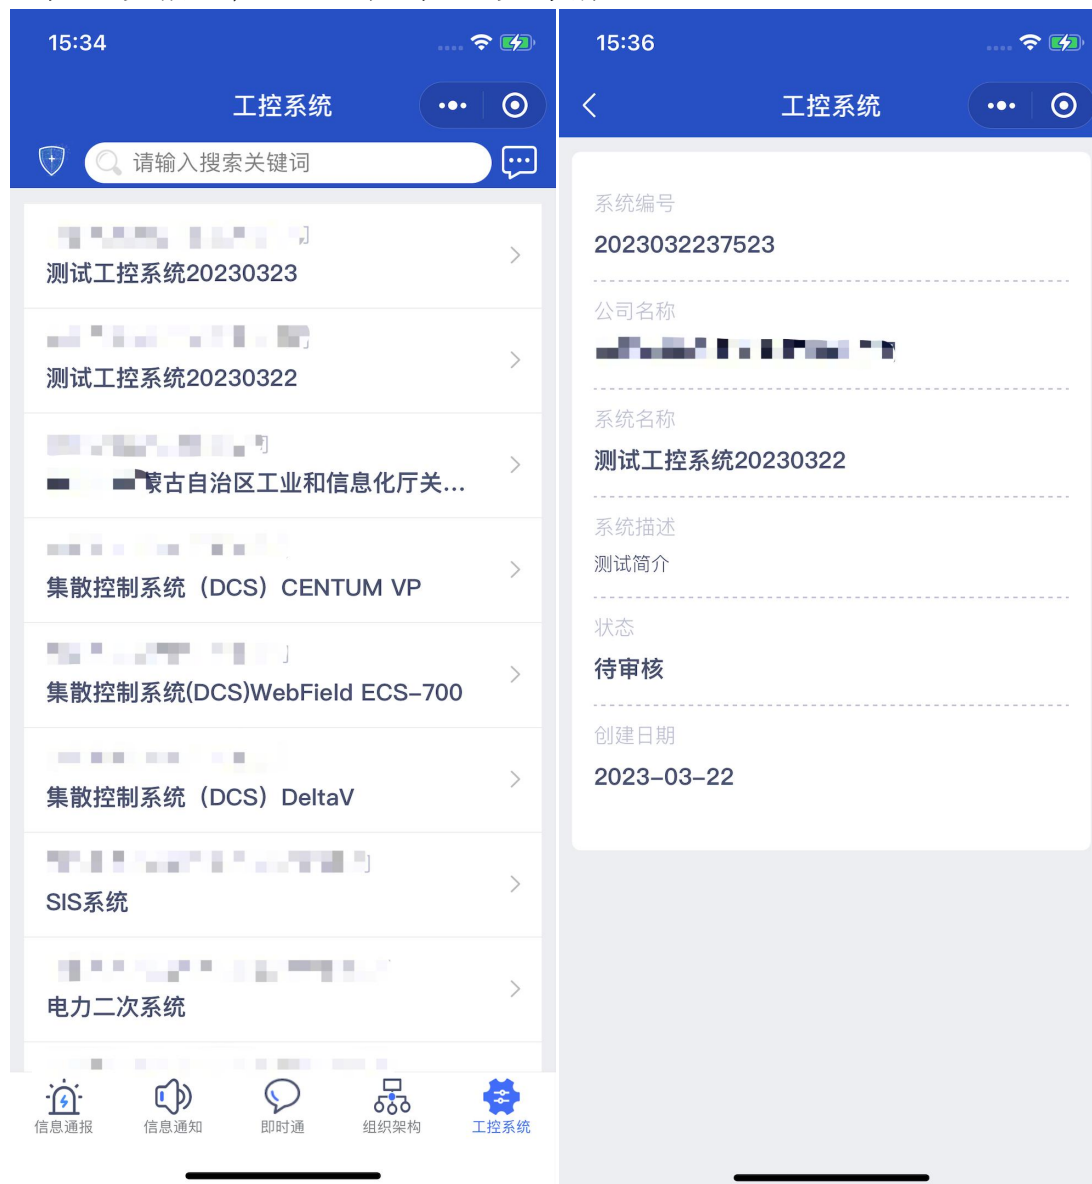 15:34
工控系统
请输入搜索关键词
测试工控系统20230323
测试工控系统20230322
蒙古自治区工业和信息化厅关...
集散控制系统（DCS）CENTUM VP
集散控制系统(DCS)WebField ECS-700
集散控制系统（DCS）DeltaV
SIS系统
电力二次系统
信息通报
信息通知
即时通
组织架构
工控系统
15:36
工控系统
系统编号
2023032237523
公司名称
系统名称
测试工控系统20230322
系统描述
测试简介
状态
待审核
创建日期
2023-03-22